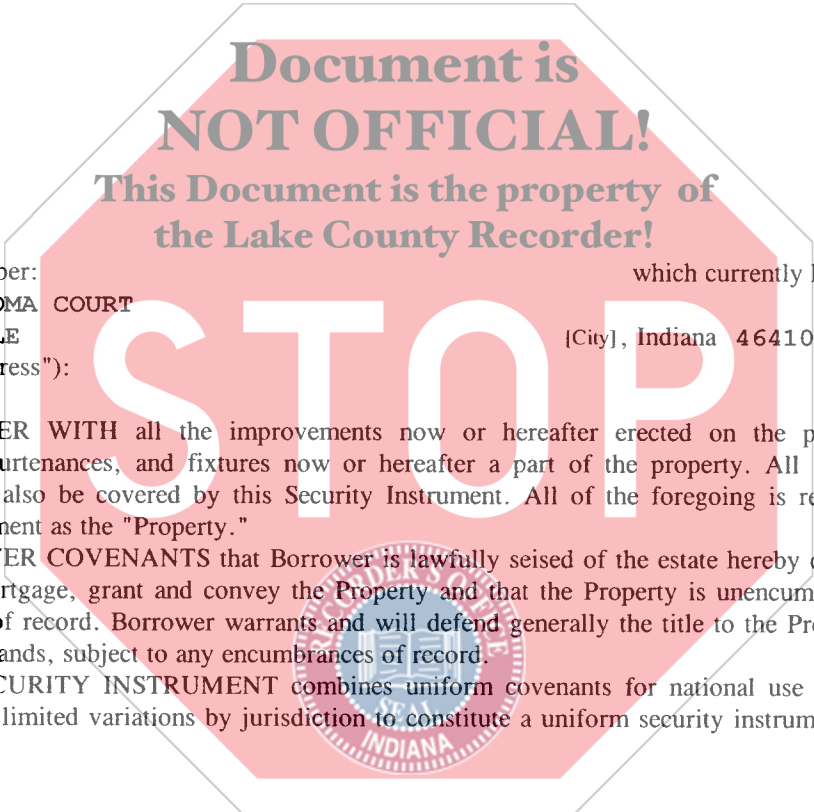 Document is
NOT OFFICIAL!
This Document is the property of
the Lake County Recorder!
ber: which currently
OMA COURT
LE [City], Indiana 46410
ress"):
STOP
ER WITH all the improvements now or hereafter erected on the p
urtenances, and fixtures now or hereafter a part of the property. All
also be covered by this Security Instrument. All of the foregoing is re
ment as the "Property."
ER COVENANTS that Borrower is lawfully seised of the estate hereby
rtgage, grant and convey the Property and that the Property is unencum
of record. Borrower warrants and will defend generally the title to the Pro
ands, subject to any encumbrances of record.
CURITY INSTRUMENT combines uniform covenants for national use
limited variations by jurisdiction to constitute a uniform security instrum
RECORDER'S OFFICE
SEAL
INDIANA